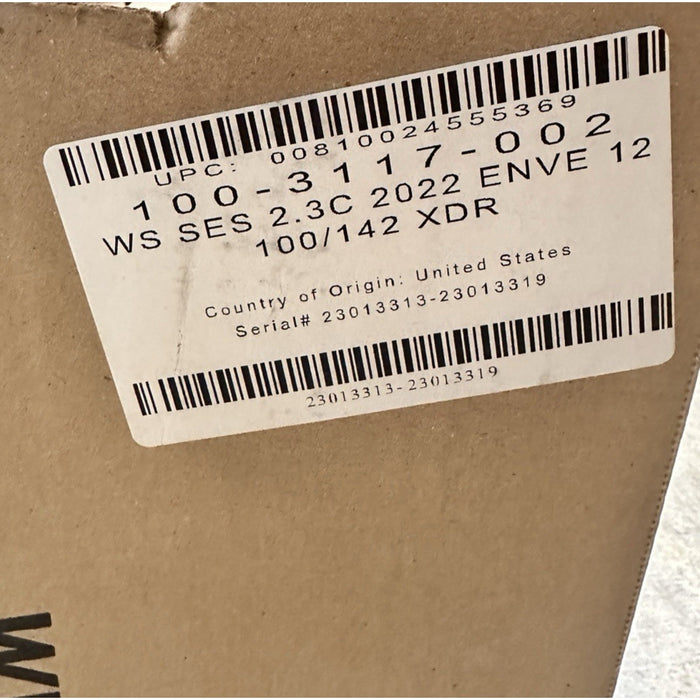 UPC: 00810024555369
100-3117-002
WS SES 2.3C 2022 ENVE 12
100/142 XDR
Country of Origin: United States
Serial# 23013313-23013319
23013313-23013319